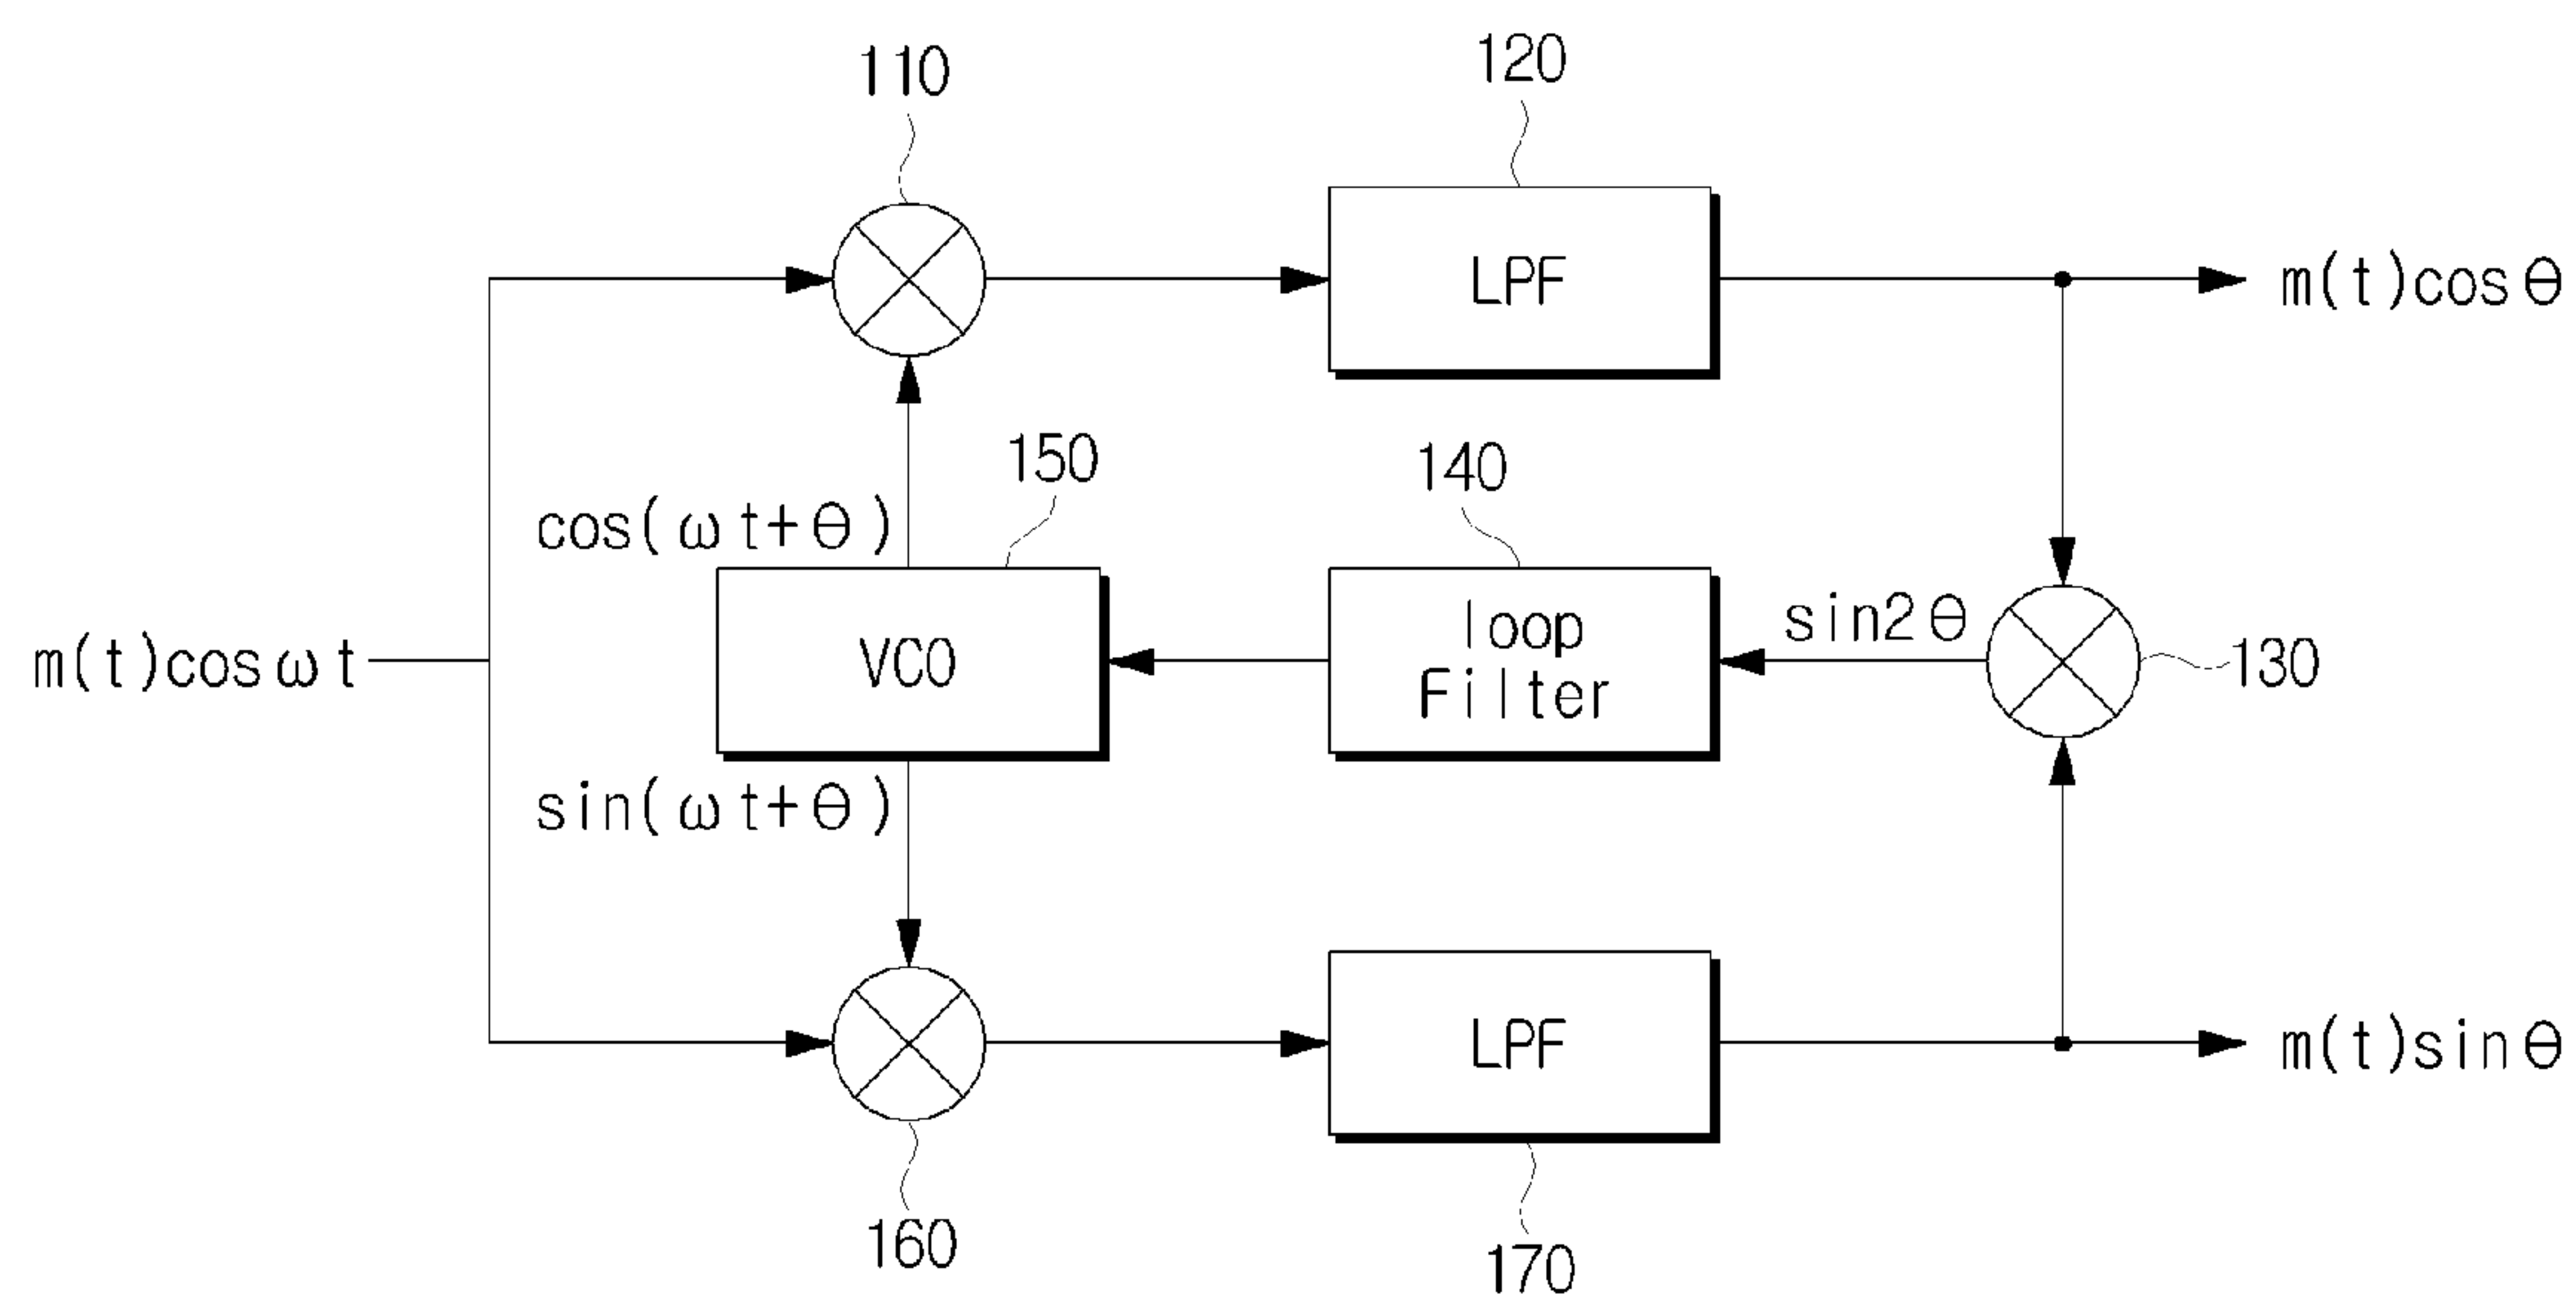 110
120
LPF
m(t)cosθ
150
140
cos(ωt+θ)
m(t)cosωt
VCO
loop
Filter
sin2θ
130
sin(ωt+θ)
LPF
m(t)sinθ
160
170